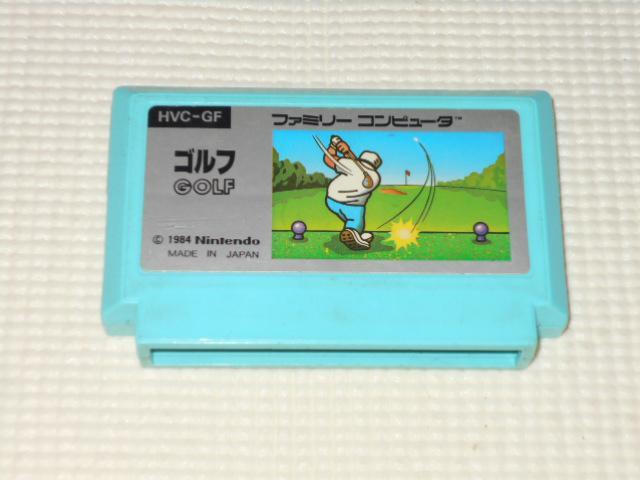 HVC-GF
ファミリー コンピュータ™
ゴルフ
GOLF
© 1984 Nintendo
MADE IN JAPAN